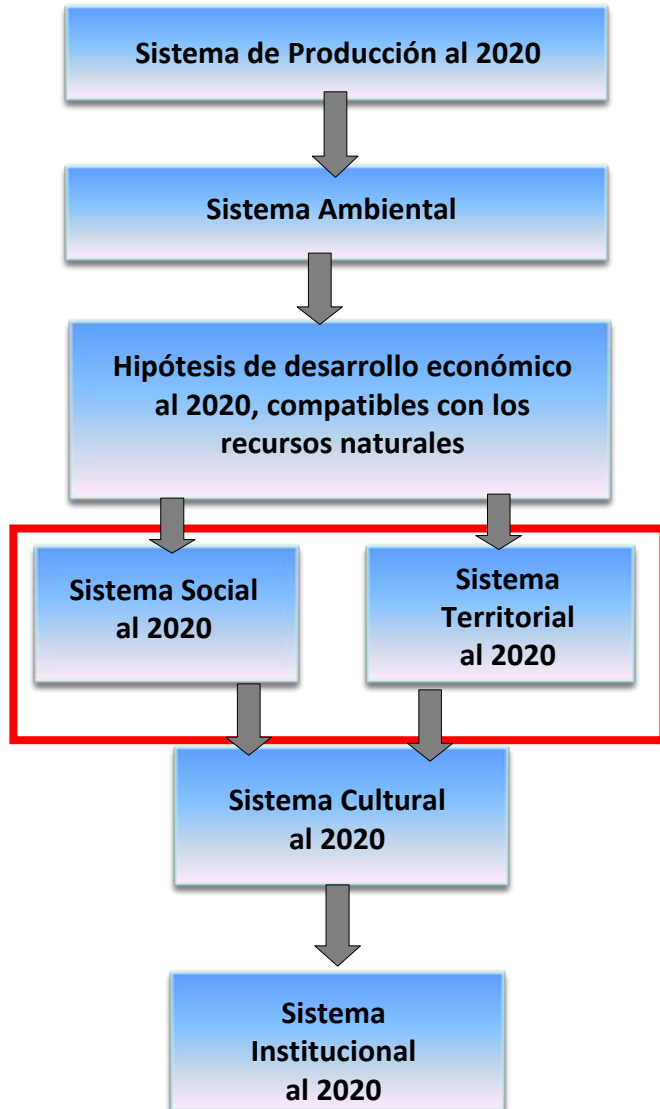 Sistema de Producción al 2020
Sistema Ambiental
Hipótesis de desarrollo económico
al 2020, compatibles con los
recursos naturales
Sistema Social
al 2020
Sistema
Territorial
al 2020
Sistema Cultural
al 2020
Sistema
Institucional
al 2020